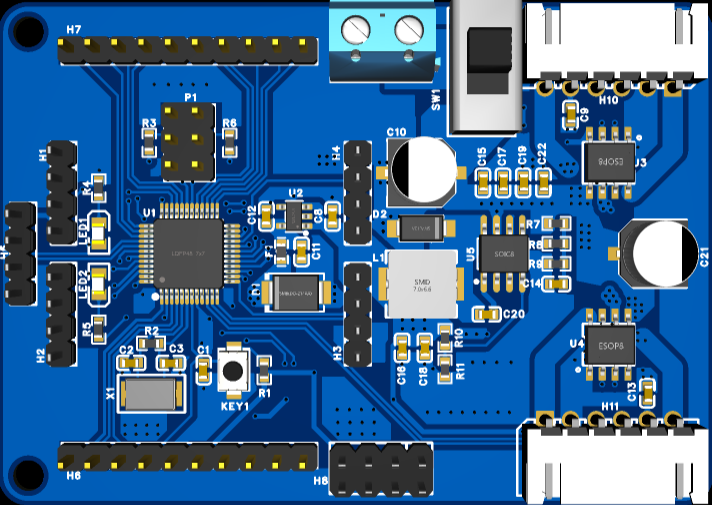 H7
P1
R3
R6
H1
H4
C10
SW1
H10
C9
J3
ESOP8
C15
C17
C19
C22
R4
LED1
U1
LQFP48 7x7
C12
U2
C8
D2
C11
L1
SMD
7.0x6.6
U5
SOIC8
R7
R8
R9
C14
C21
LED2
R5
H2
R2
C2
C3
X1
C1
KEY1
R1
H3
C16
C18
R10
R11
C20
U4
ESOP8
C13
H11
H6
H8